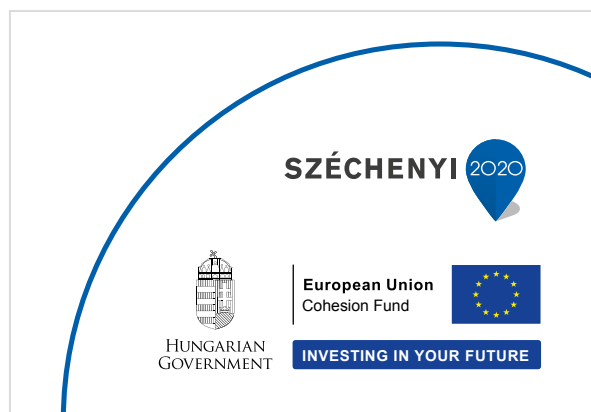 SZÉCHENYI 2020
European Union
Cohesion Fund
HUNGARIAN
GOVERNMENT
INVESTING IN YOUR FUTURE